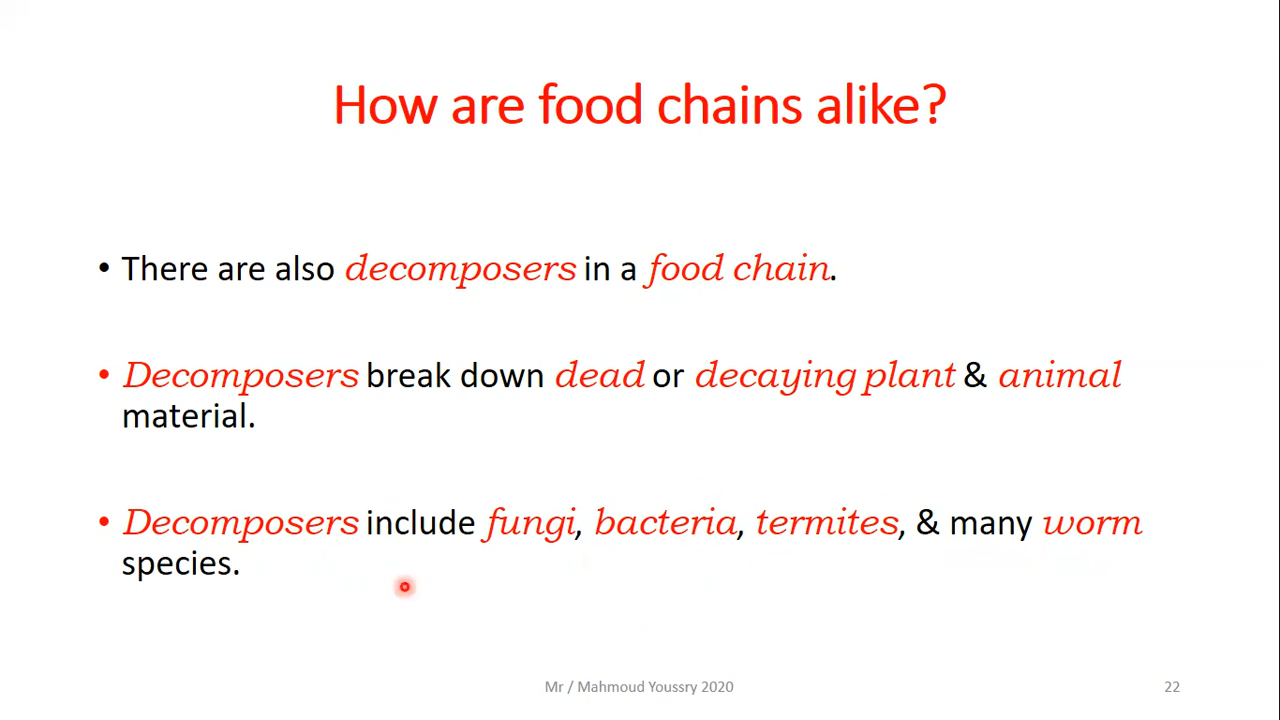 How are food chains alike?
• There are also decomposers in a food chain.
• Decomposers break down dead or decaying plant & animal
material.
• Decomposers include fungi, bacteria, termites, & many worm
species.
Mr / Mahmoud Youssry 2020
22